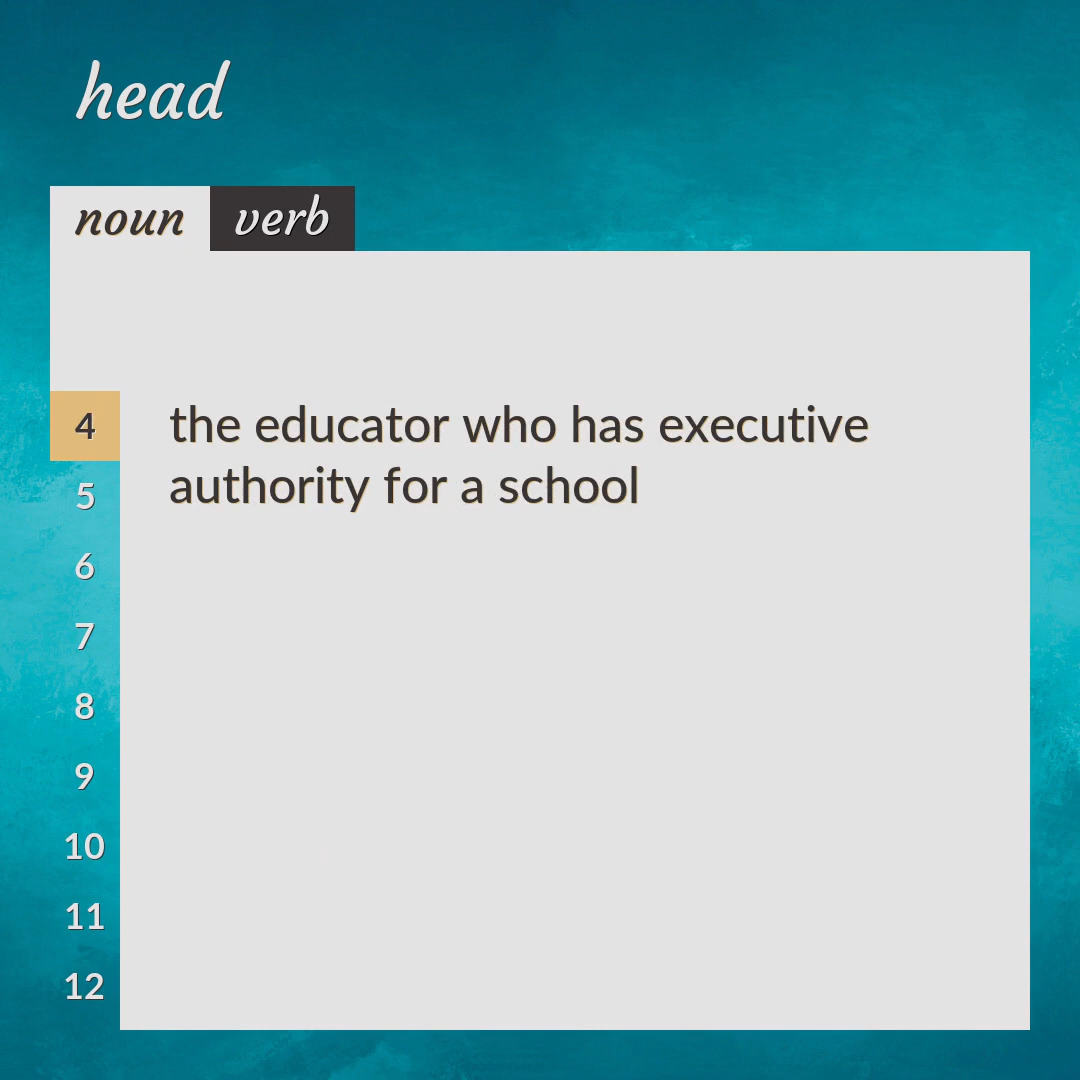 head
noun verb
4 the educator who has executive
authority for a school
5
6
7
8
9
10
11
12